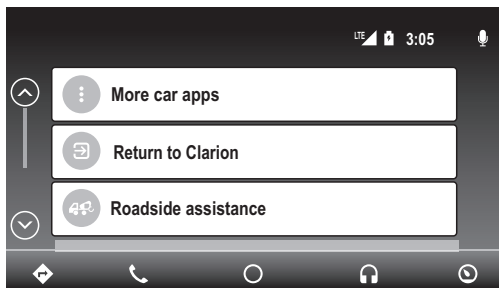 LTE 3:05
More car apps
Return to Clarion
Roadside assistance